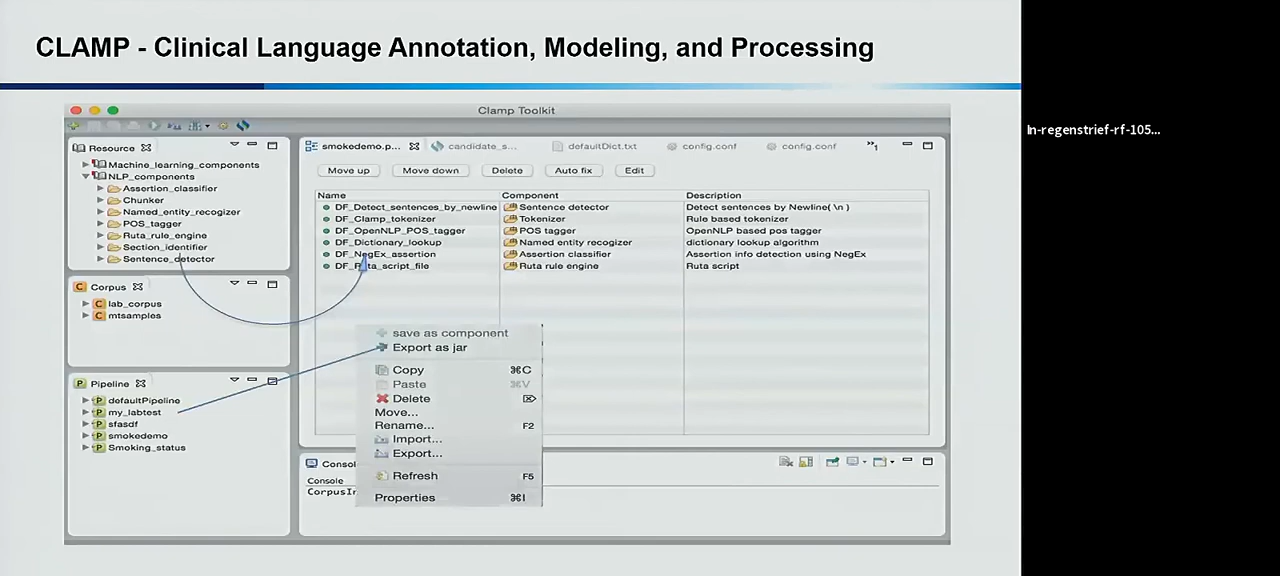 CLAMP - Clinical Language Annotation, Modeling, and Processing
In-regenstrief-rf-105...
Clamp Toolkit
Resource
Machine_learning_components
NLP_components
Assertion_classifier
Chunker
Named_entity_recogizer
POS_tagger
Ruta_rule_engine
Section_identifier
Sentence_detector
Corpus
lab_corpus
mtsamples
Pipeline
defaultPipeline
my_labtest
sfasdf
smokedemo
Smoking_status
smokedemo.p... candidate_s... defaultDict.txt config.conf config.conf »1
Move up Move down Delete Auto fix Edit
Name Component Description
DF_Detect_sentences_by_newline Sentence detector Detect sentences by Newline( \n )
DF_Clamp_tokenizer Tokenizer Rule based tokenizer
DF_OpenNLP_POS_tagger POS tagger OpenNLP based pos tagger
DF_Dictionary_lookup Named entity recogizer dictionary lookup algorithm
DF_NegEx_assertion Assertion classifier Assertion info detection using NegEx
DF_Ruta_script_file Ruta rule engine Ruta script
save as component
Export as jar
Copy ⌘C
Paste ⌘V
Delete ⌦
Move...
Rename... F2
Import...
Export...
Refresh F5
Properties ⌘I
Consol
Console
CorpusIn